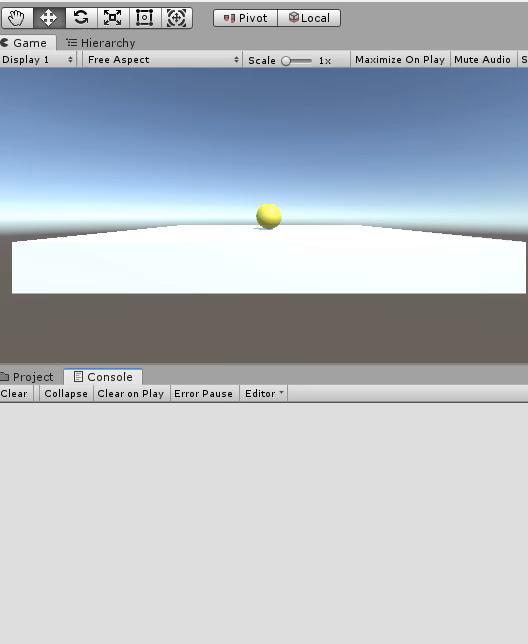 Pivot Local
Game Hierarchy
Display 1 Free Aspect Scale 1x Maximize On Play Mute Audio S
Project Console
Clear Collapse Clear on Play Error Pause Editor